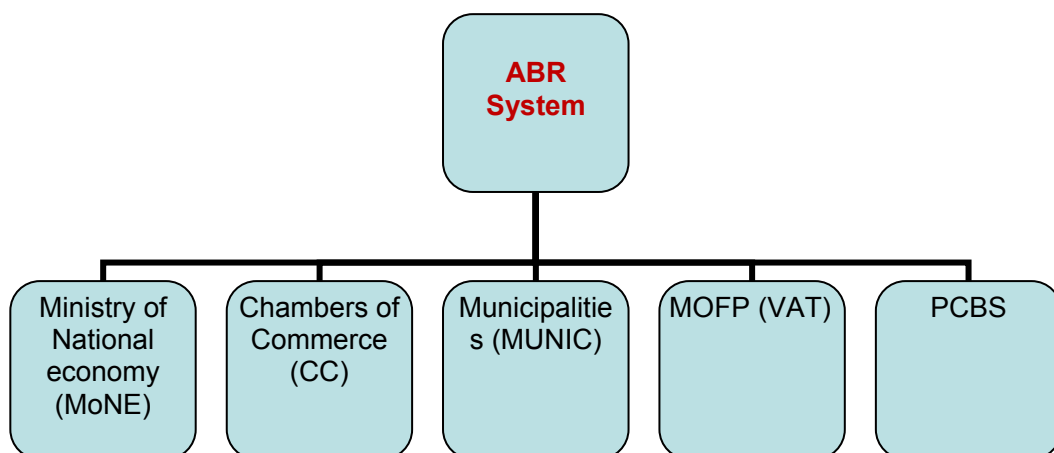 ABR
System
Ministry of
National
economy
(MoNE)
Chambers of
Commerce
(CC)
Municipalitie
s (MUNIC)
MOFP (VAT)
PCBS